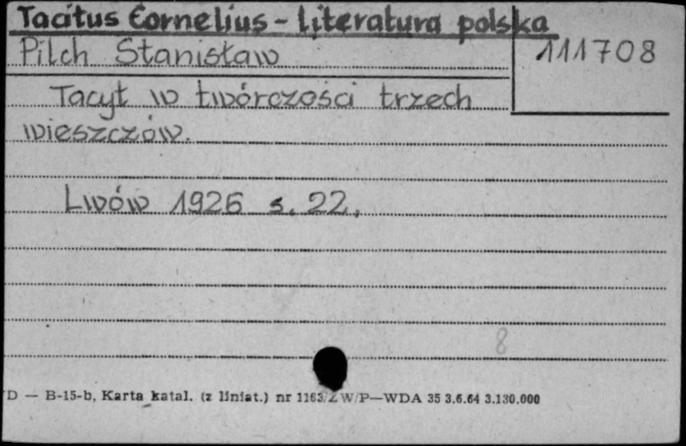 Tacitus Cornelius - Literatura polska
Pilch Stanisław 111708
Tacyt w twórczości trzech
wieszczów.
Lwów 1926 s. 22.
8
D — B-15-b, Karta katal. (z liniat.) nr 1163/Z W/P—WDA 35 3.6.64 3.130.000